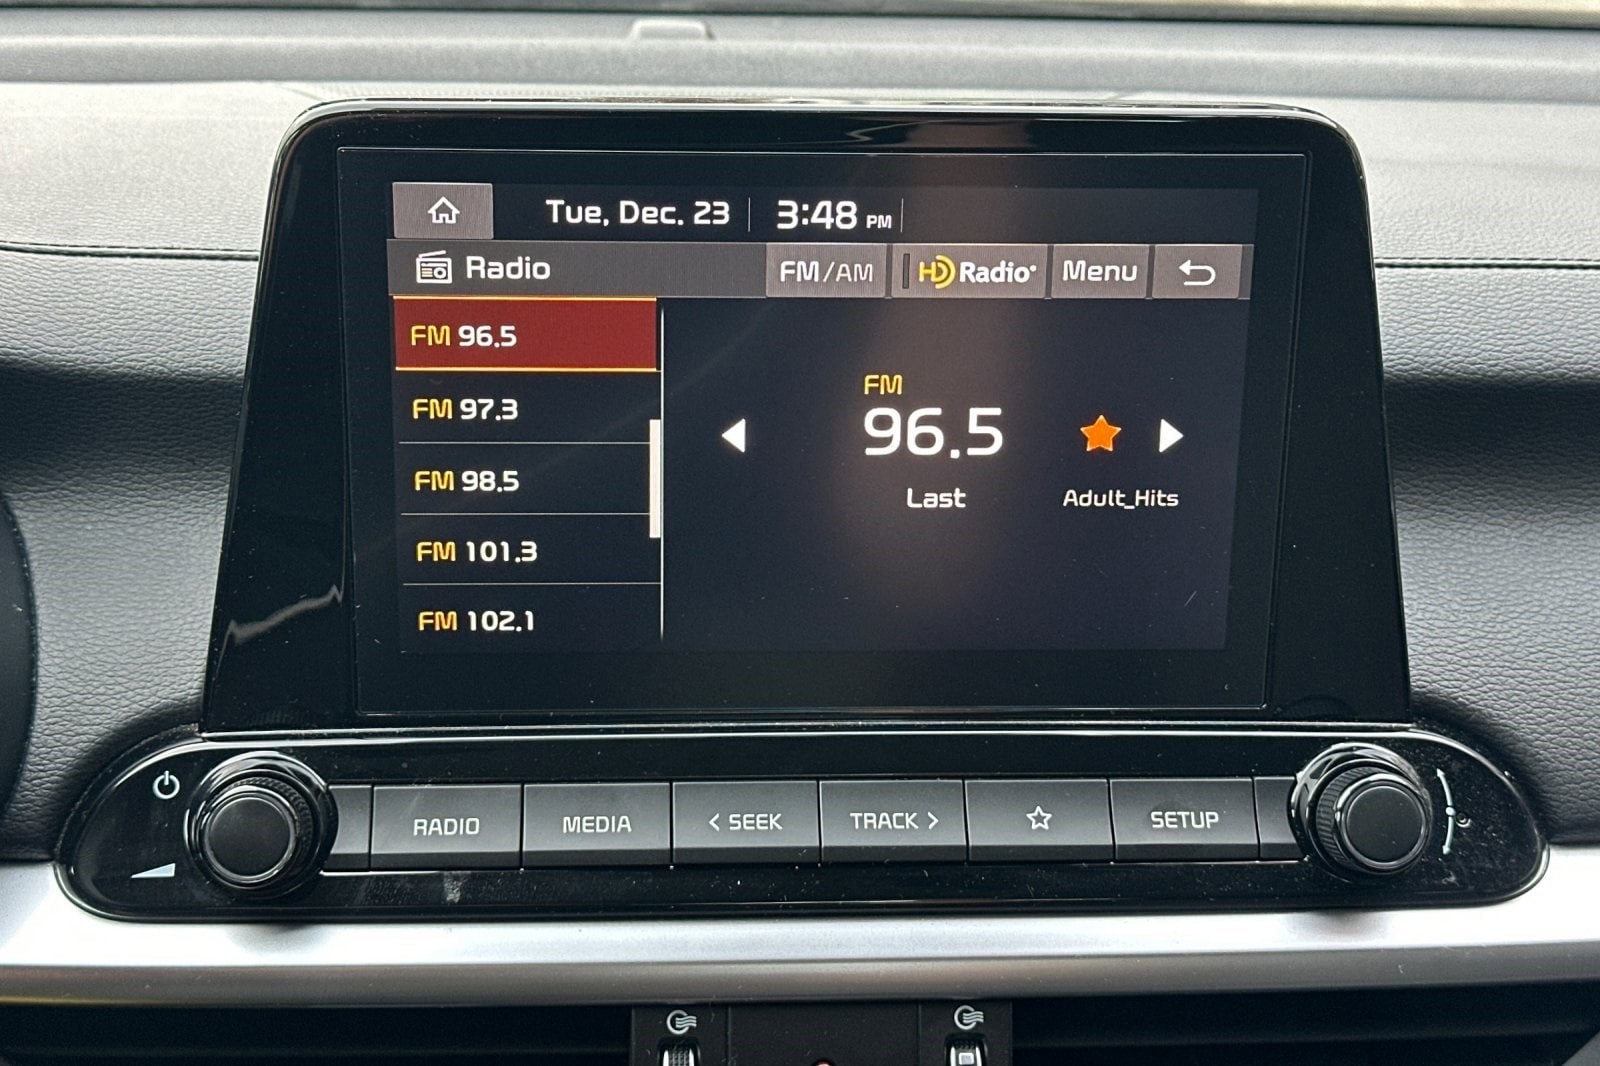 Tue, Dec. 23 3:48 PM
Radio FM/AM HD Radio Menu
FM 96.5
FM 97.3
FM 98.5
FM 101.3
FM 102.1
FM
96.5
Last Adult_Hits
RADIO MEDIA < SEEK TRACK > SETUP